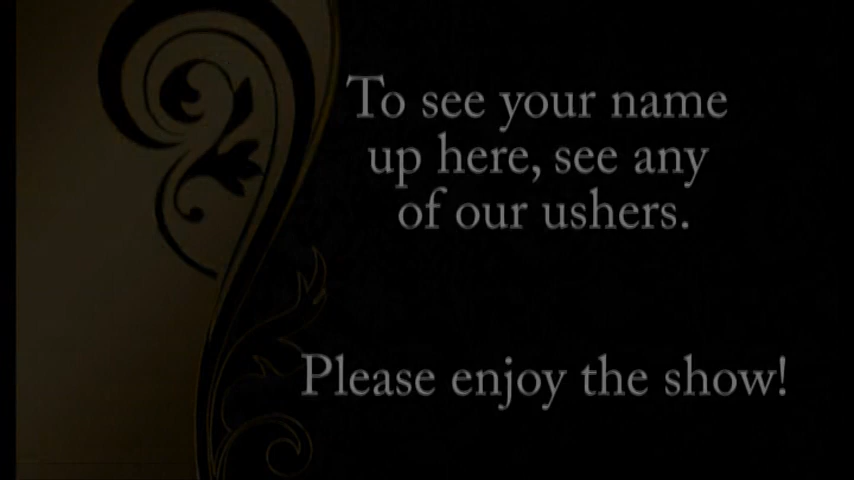 To see your name
up here, see any
of our ushers.
Please enjoy the show!